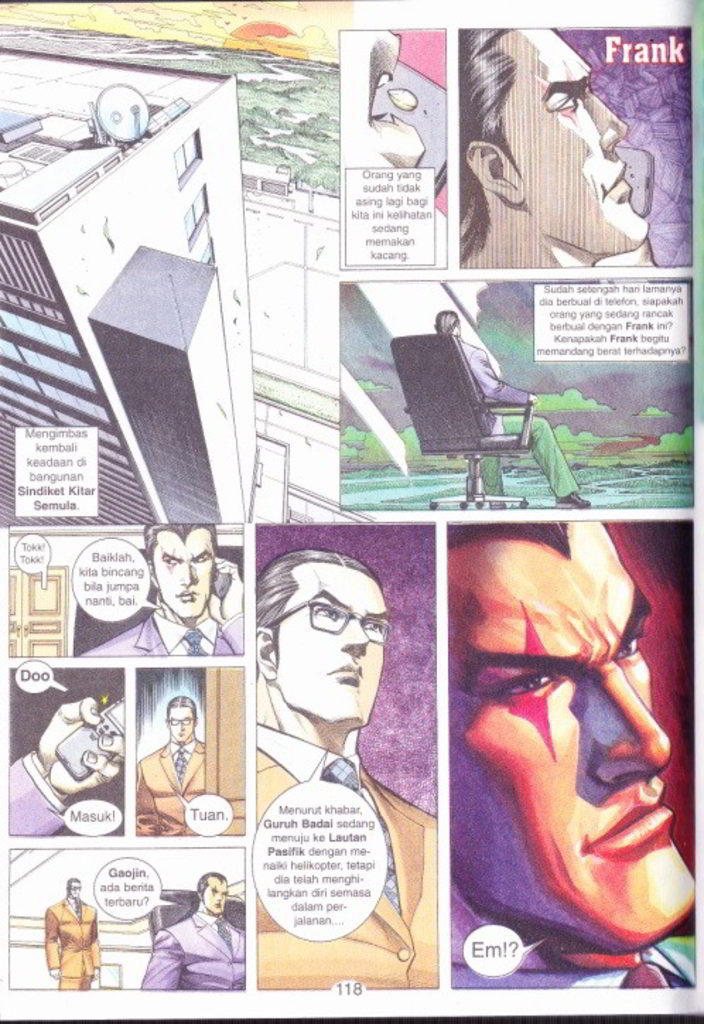 Frank
Orang yang
sudah tidak
asing lagi bagi
kita ini kelihatan
sedang
memakan
kacang.
Sudah setengah hari lamanya
dia berbual di telefon, siapakah
orang yang sedang rancak
berbual dengan Frank ini?
Kenapakah Frank begitu
memandang berat terhadapnya?
Mengimbas
kembali
keadaan di
bangunan
Sindiket Kitar
Semula.
Tokk!
Tokk!
Baiklah,
kita bincang
bila jumpa
nanti, bai.
Doo
Masuk!
Tuan.
Gaojin,
ada berita
terbaru?
Menurut khabar,
Guruh Badai sedang
menuju ke Lautan
Pasifik dengan me-
naiki helikopter, tetapi
dia telah menghi-
langkan diri semasa
dalam per-
jalanan....
Em!?
118